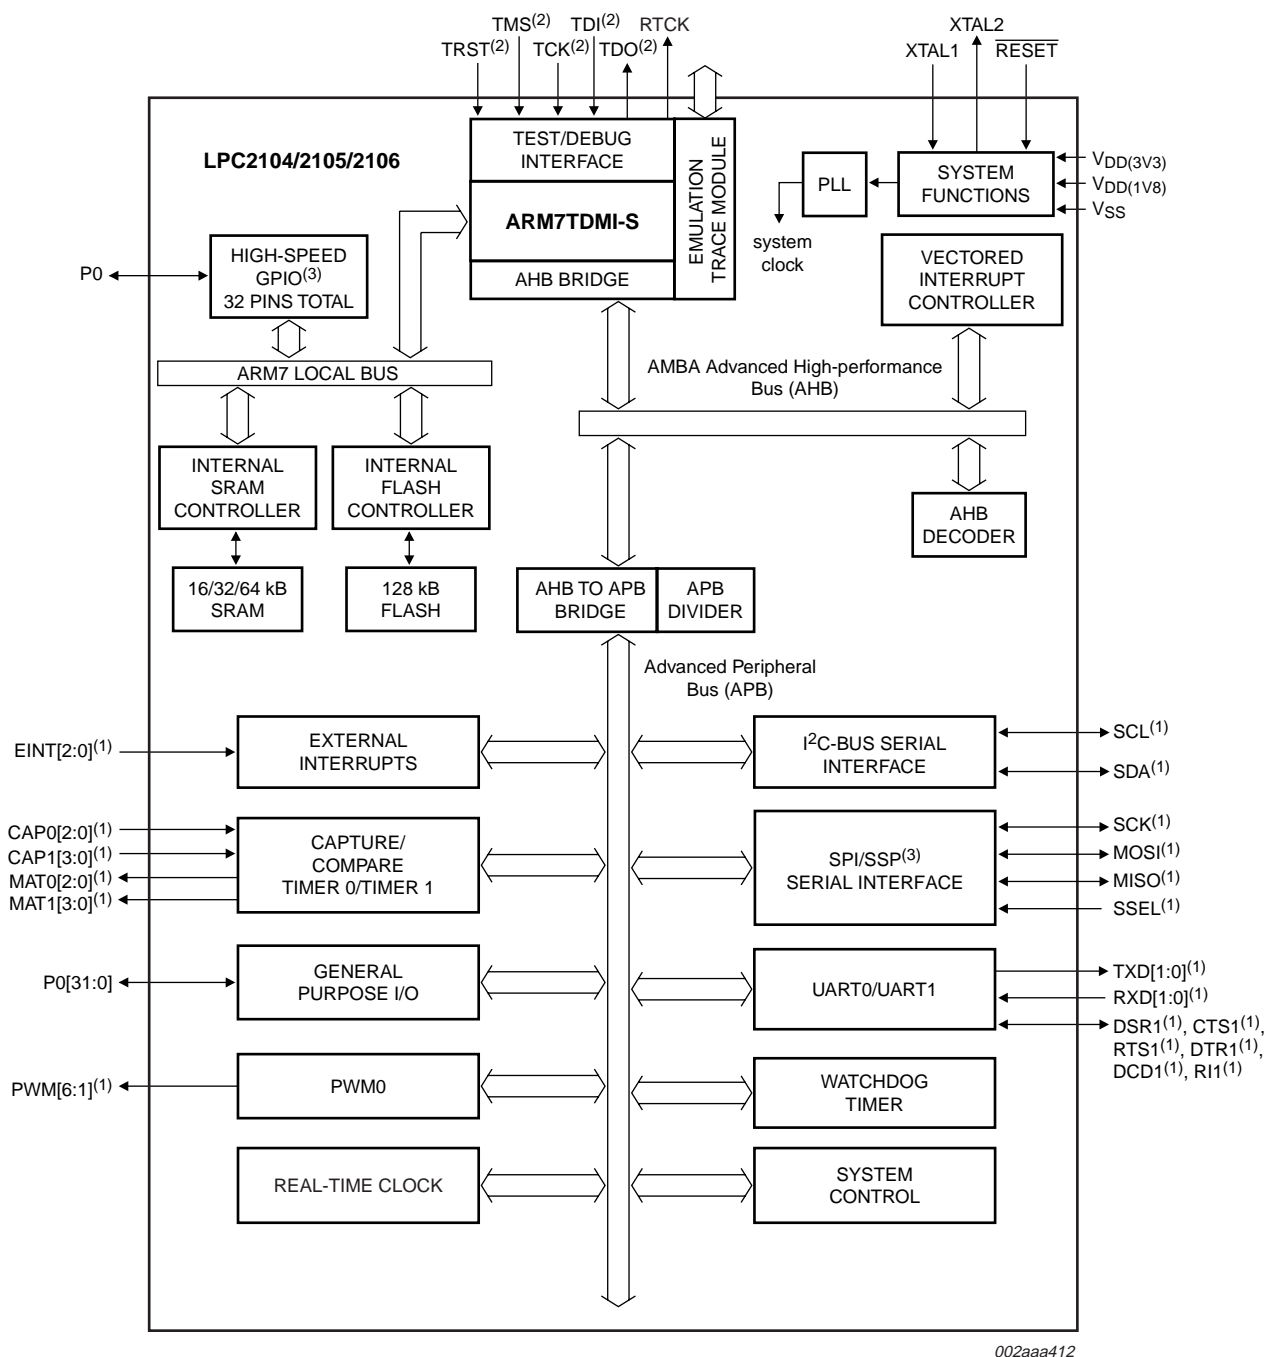 TMS(2) TDI(2) RTCK
TRST(2) TCK(2) TDO(2)
XTAL2
XTAL1 RESET
LPC2104/2105/2106
TEST/DEBUG
INTERFACE
ARM7TDMI-S
AHB BRIDGE
EMULATION
TRACE MODULE
PLL
SYSTEM
FUNCTIONS
VDD(3V3)
VDD(1V8)
VSS
system
clock
P0
HIGH-SPEED
GPIO(3)
32 PINS TOTAL
VECTORED
INTERRUPT
CONTROLLER
ARM7 LOCAL BUS
AMBA Advanced High-performance
Bus (AHB)
INTERNAL
SRAM
CONTROLLER
INTERNAL
FLASH
CONTROLLER
AHB
DECODER
16/32/64 kB
SRAM
128 kB
FLASH
AHB TO APB
BRIDGE
APB
DIVIDER
Advanced Peripheral
Bus (APB)
EINT[2:0](1)
EXTERNAL
INTERRUPTS
I2C-BUS SERIAL
INTERFACE
SCL(1)
SDA(1)
CAP0[2:0](1)
CAP1[3:0](1)
MAT0[2:0](1)
MAT1[3:0](1)
CAPTURE/
COMPARE
TIMER 0/TIMER 1
SPI/SSP(3)
SERIAL INTERFACE
SCK(1)
MOSI(1)
MISO(1)
SSEL(1)
P0[31:0]
GENERAL
PURPOSE I/O
UART0/UART1
TXD[1:0](1)
RXD[1:0](1)
DSR1(1), CTS1(1),
RTS1(1), DTR1(1),
DCD1(1), RI1(1)
PWM[6:1](1)
PWM0
WATCHDOG
TIMER
REAL-TIME CLOCK
SYSTEM
CONTROL
002aaa412